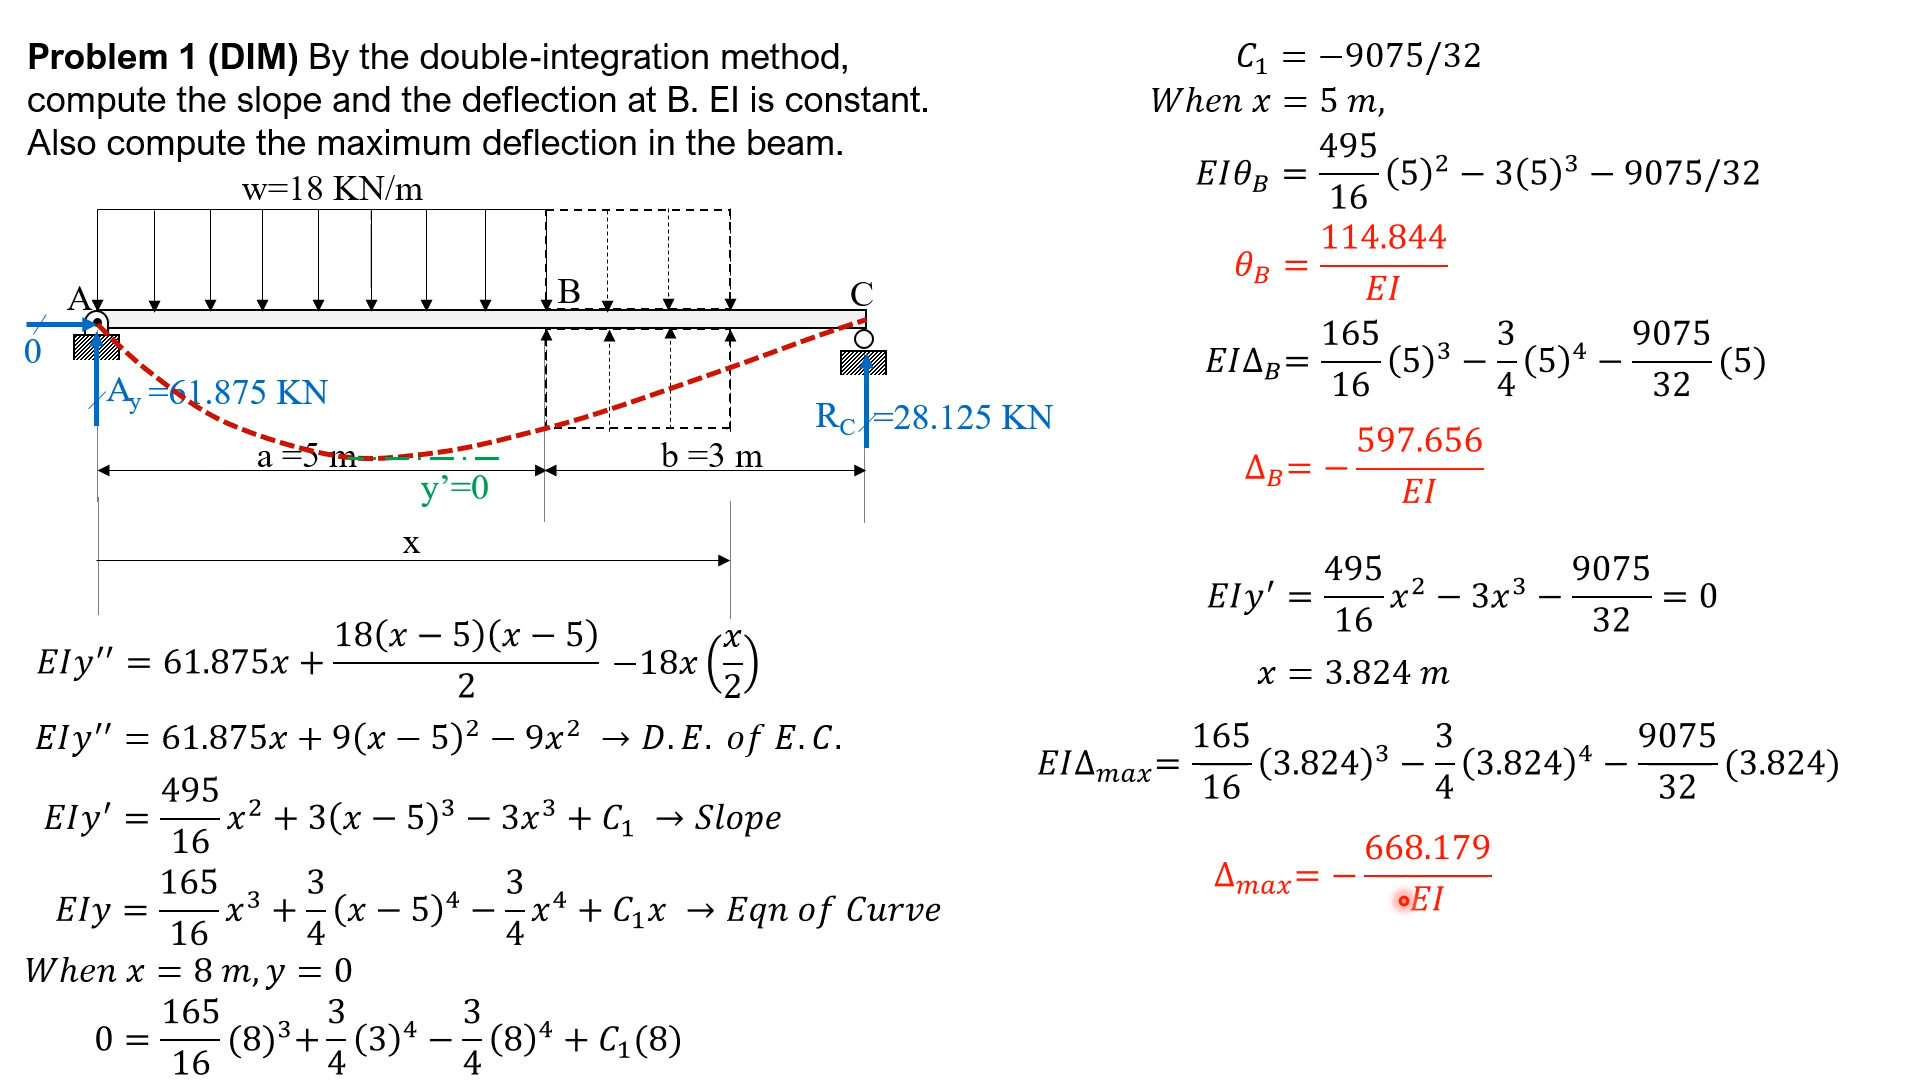 Problem 1 (DIM) By the double-integration method,
compute the slope and the deflection at B. EI is constant.
Also compute the maximum deflection in the beam.
w=18 KN/m
A
B
C
0
A_y =61.875 KN
R_C =28.125 KN
a =5 m
b =3 m
y’=0
x
EIy′′ = 61.875x + 18(x − 5)(x − 5)/2 −18x(x/2)
EIy′′ = 61.875x + 9(x − 5)² − 9x² → D.E. of E.C.
EIy′ = 495/16 x² + 3(x − 5)³ − 3x³ + C₁ → Slope
EIy = 165/16 x³ + 3/4 (x − 5)⁴ − 3/4 x⁴ + C₁x → Eqn of Curve
When x = 8 m, y = 0
0 = 165/16 (8)³+ 3/4 (3)⁴ − 3/4 (8)⁴ + C₁(8)
C₁ = −9075/32
When x = 5 m,
EIθ_B = 495/16 (5)² − 3(5)³ − 9075/32
θ_B = 114.844/EI
EIΔ_B= 165/16 (5)³ − 3/4 (5)⁴ − 9075/32 (5)
Δ_B= − 597.656/EI
EIy′ = 495/16 x² − 3x³ − 9075/32 = 0
x = 3.824 m
EIΔ_max= 165/16 (3.824)³ − 3/4 (3.824)⁴ − 9075/32 (3.824)
Δ_max= − 668.179/EI